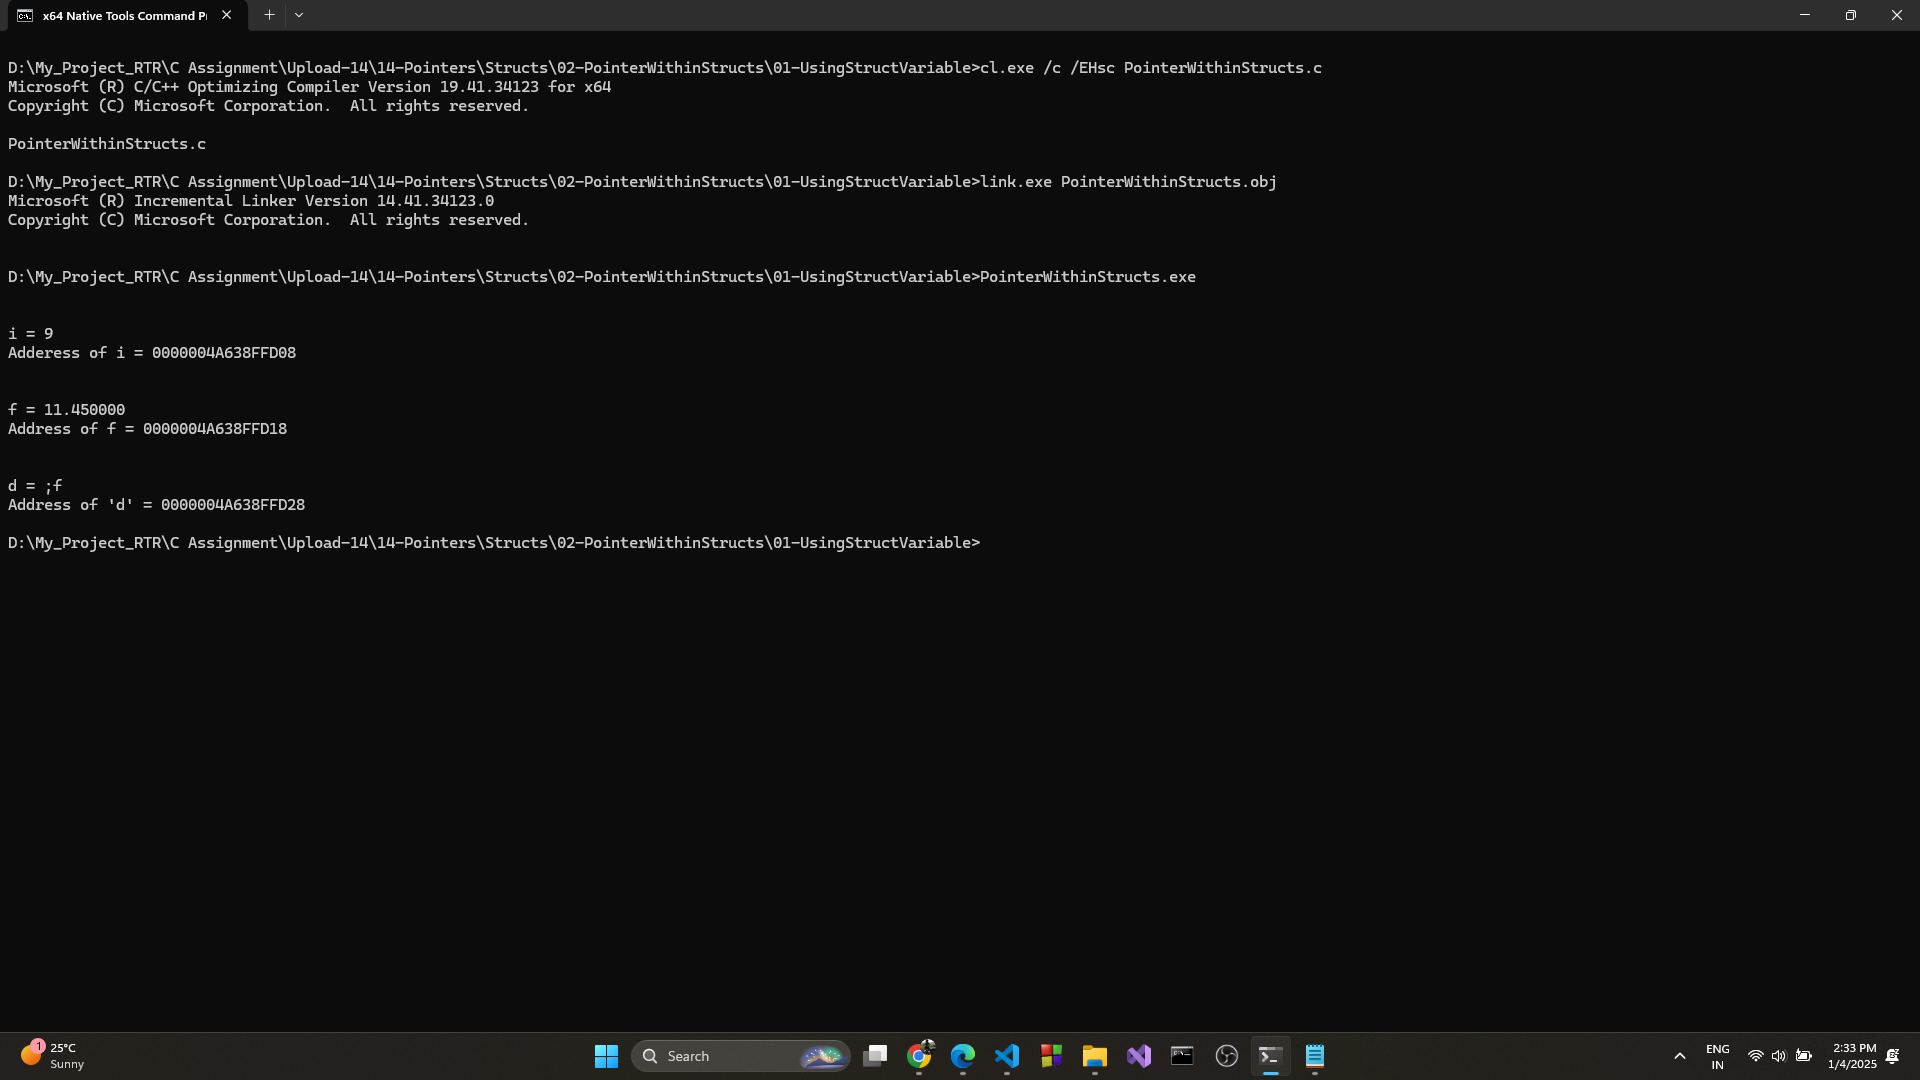 x64 Native Tools Command P
D:\My_Project_RTR\C Assignment\Upload-14\14-Pointers\Structs\02-PointerWithinStructs\01-UsingStructVariable>cl.exe /c /EHsc PointerWithinStructs.c
Microsoft (R) C/C++ Optimizing Compiler Version 19.41.34123 for x64
Copyright (C) Microsoft Corporation.  All rights reserved.
PointerWithinStructs.c
D:\My_Project_RTR\C Assignment\Upload-14\14-Pointers\Structs\02-PointerWithinStructs\01-UsingStructVariable>link.exe PointerWithinStructs.obj
Microsoft (R) Incremental Linker Version 14.41.34123.0
Copyright (C) Microsoft Corporation.  All rights reserved.
D:\My_Project_RTR\C Assignment\Upload-14\14-Pointers\Structs\02-PointerWithinStructs\01-UsingStructVariable>PointerWithinStructs.exe
i = 9
Adderess of i = 0000004A638FFD08
f = 11.450000
Address of f = 0000004A638FFD18
d = ;f
Address of 'd' = 0000004A638FFD28
D:\My_Project_RTR\C Assignment\Upload-14\14-Pointers\Structs\02-PointerWithinStructs\01-UsingStructVariable>
1
25°C
Sunny
Search
ENG
IN
2:33 PM
1/4/2025